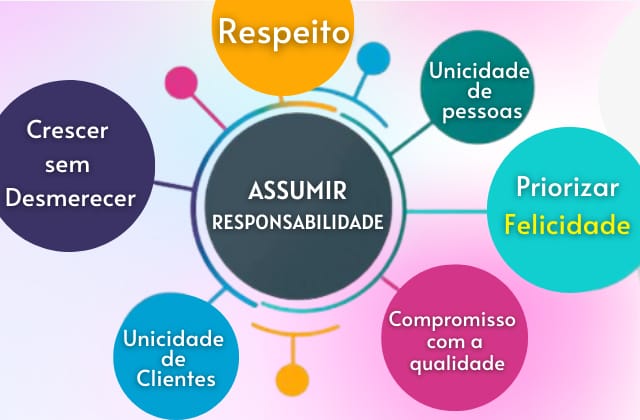 Respeito
Unicidade
de
pessoas
Crescer
sem
Desmerecer
ASSUMIR
RESPONSABILIDADE
Priorizar
Felicidade
Compromisso
com a
qualidade
Unicidade
de
Clientes